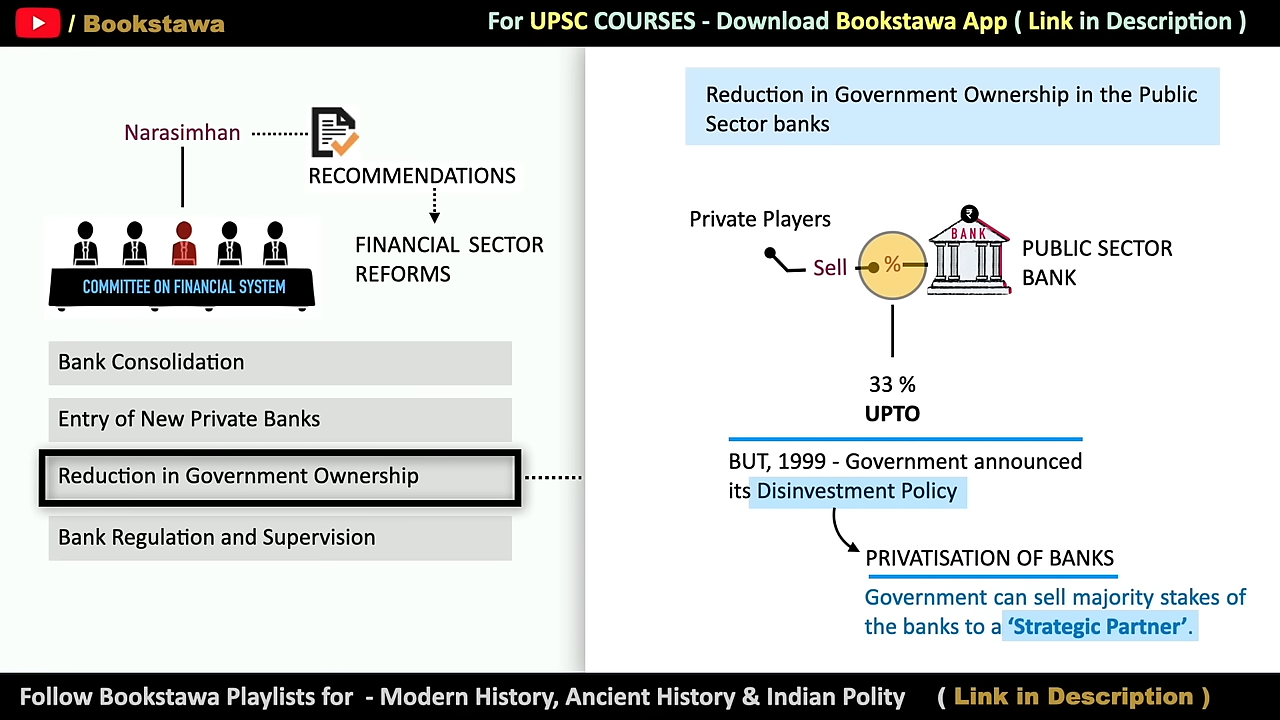 / Bookstawa
For UPSC COURSES - Download Bookstawa App ( Link in Description )
Narasimhan
RECOMMENDATIONS
FINANCIAL SECTOR
REFORMS
COMMITTEE ON FINANCIAL SYSTEM
Bank Consolidation
Entry of New Private Banks
Reduction in Government Ownership
Bank Regulation and Supervision
Reduction in Government Ownership in the Public
Sector banks
Private Players
Sell
%
₹
BANK
PUBLIC SECTOR
BANK
33 %
UPTO
BUT, 1999 - Government announced
its Disinvestment Policy
PRIVATISATION OF BANKS
Government can sell majority stakes of
the banks to a ‘Strategic Partner’.
Follow Bookstawa Playlists for - Modern History, Ancient History & Indian Polity ( Link in Description )